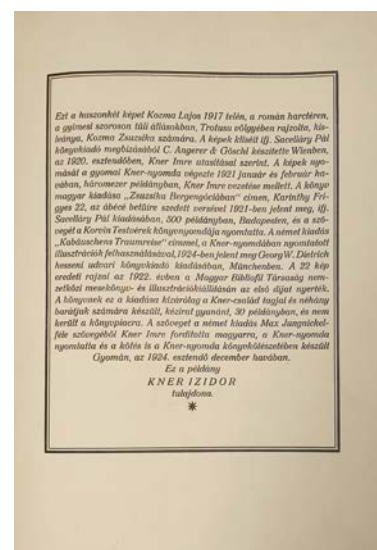 Ezt a huszonkét képet Kozma Lajos 1917 telén, a román harctéren,
a gyimesi szoroson túli állásokban, Trotusu völgyében rajzolta, kis-
leánya, Kozma Zsuzsika számára. A képek kliséit ifj. Sacelláry Pál
könyvkiadó megbízásából C. Angerer & Göschl készítette Wienben,
az 1920. esztendőben, Kner Imre utasításai szerint. A képek nyo-
mását a gyomai Kner-nyomda végezte 1921 január és február ha-
vában, háromezer példányban, Kner Imre vezetése mellett. A könyv
magyar kiadása „Zsuzsika Bergengóciában" címen, Karinthy Fri-
gyes 22, az ábécé betűire szedett versével 1921-ben jelent meg, ifj.
Sacelláry Pál kiadásában, 500 példányban, Budapesten, és a szö-
vegét a Korvin Testvérek könyvnyomdája nyomtatta. A német kiadás
„Kabäuschens Traumreise" címmel, a Kner-nyomdában nyomtatott
illusztrációk felhasználásával, 1924-ben jelent meg Georg W. Dietrich
hesseni udvari könyvkiadó kiadásában, Münchenben. A 22 kép
eredeti rajzai az 1922. évben a Magyar Bibliofil Társaság nem-
zetközi mesekönyv- és illusztrációkiállításán az első díjat nyerték.
A könyvnek ez a kiadása kizárólag a Kner-család tagjai és néhány
barátjuk számára készült, kézirat gyanánt, 30 példányban, és nem
került a könyvpiacra. A szöveget a német kiadás Max Jungnickel-
féle szövegéből Kner Imre fordította magyarra, a Kner-nyomda
nyomtatta és a kötés is a Kner-nyomda könyvkötészetében készült
Gyomán, az 1924. esztendő december havában.
Ez a példány
KNER IZIDOR
tulajdona.